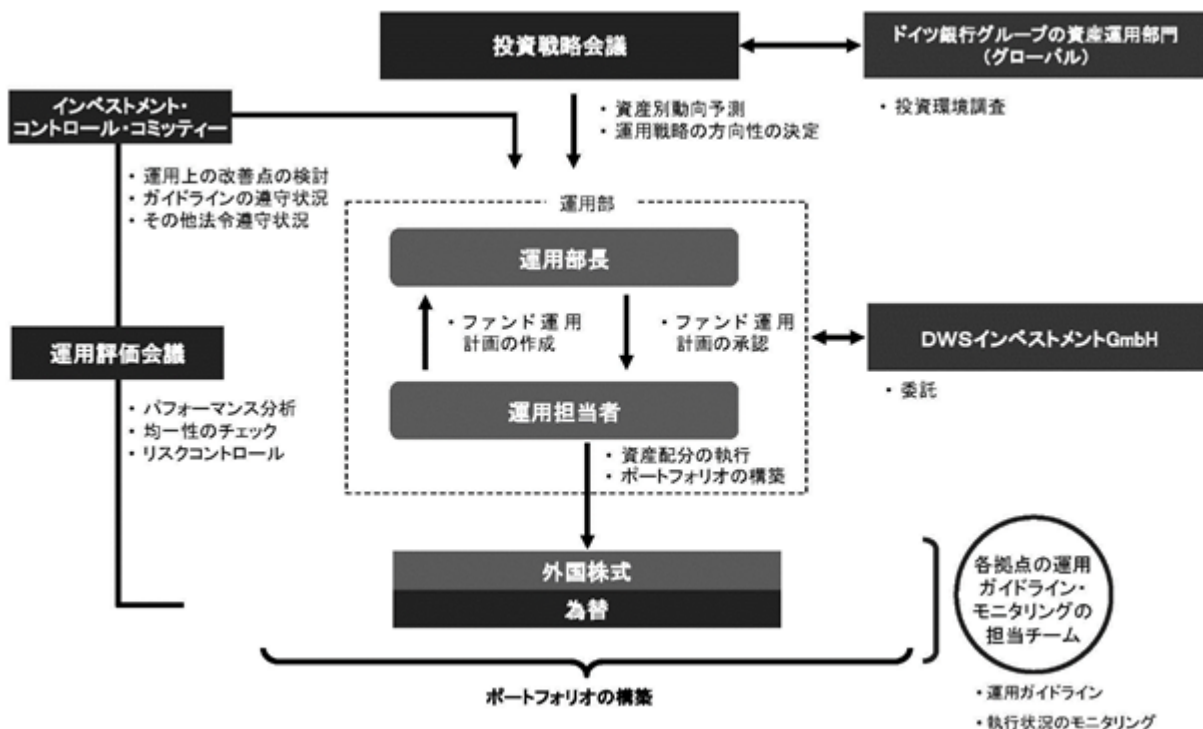 投資戦略会議
ドイツ銀行グループの資産運用部門
(グローバル)
・投資環境調査
インベストメント・
コントロール・コミッティー
・資産別動向予測
・運用戦略の方向性の決定
・運用上の改善点の検討
・ガイドラインの遵守状況
・その他法令遵守状況
運用部
運用部長
・ファンド運用
計画の作成
・ファンド運用
計画の承認
運用評価会議
DWSインベストメントGmbH
・委託
・パフォーマンス分析
・均一性のチェック
・リスクコントロール
運用担当者
・資産配分の執行
・ポートフォリオの構築
外国株式
為替
各拠点の運用
ガイドライン・
モニタリングの
担当チーム
ポートフォリオの構築
・運用ガイドライン
・執行状況のモニタリング